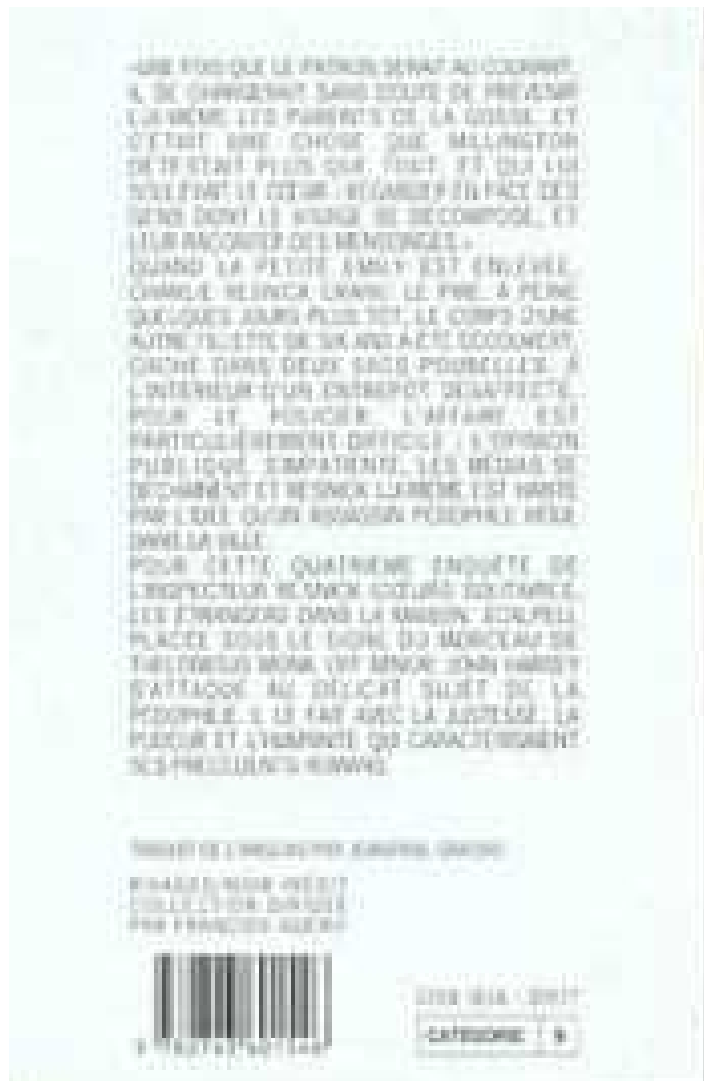 «UNE FOIS QUE LE PATRON SERAIT AU COURANT,
IL SE CHARGERAIT SANS DOUTE DE PRÉVENIR
LUI-MÊME LES PARENTS DE LA GOSSE. ET
C'ÉTAIT UNE CHOSE QUE MILLINGTON
DÉTESTAIT PLUS QUE TOUT, ET QUI LUI
SOULEVAIT LE CŒUR : REGARDER EN FACE DES
GENS DONT LE VISAGE SE DÉCOMPOSE, ET
LEUR RACONTER DES MENSONGES.»
QUAND LA PETITE EMILY EST ENLEVÉE,
CHARLIE RESNICK CRAINT LE PIRE. À PEINE
QUELQUES JOURS PLUS TÔT, LE CORPS D'UNE
AUTRE FILLETTE DE SIX ANS A ÉTÉ DÉCOUVERT,
CACHÉ DANS DEUX SACS-POUBELLES, À
L'INTÉRIEUR D'UN ENTREPÔT DÉSAFFECTÉ.
POUR LE POLICIER, L'AFFAIRE EST
PARTICULIÈREMENT DIFFICILE : L'OPINION
PUBLIQUE S'IMPATIENTE, LES MÉDIAS SE
DÉCHAÎNENT ET RESNICK LUI-MÊME EST HANTÉ
PAR L'IDÉE QU'UN ASSASSIN PÉDOPHILE RÔDE
DANS LA VILLE.
POUR CETTE QUATRIÈME ENQUÊTE DE
L'INSPECTEUR RESNICK (CŒURS SOLITAIRES,
LES ÉTRANGERS DANS LA MAISON, SCALPEL),
PLACÉE SOUS LE SIGNE DU MORCEAU DE
THELONIOUS MONK, OFF MINOR, JOHN HARVEY
S'ATTAQUE AU DÉLICAT SUJET DE LA
PÉDOPHILIE. IL LE FAIT AVEC LA JUSTESSE, LA
PUDEUR ET L'HUMANITÉ QUI CARACTÉRISAIENT
SES PRÉCÉDENTS ROMANS.
TRADUIT DE L'ANGLAIS PAR JEAN-PAUL GRATIAS
RIVAGES/NOIR INÉDIT
COLLECTION DIRIGÉE
PAR FRANÇOIS GUÉRIF
CATÉGORIE 9